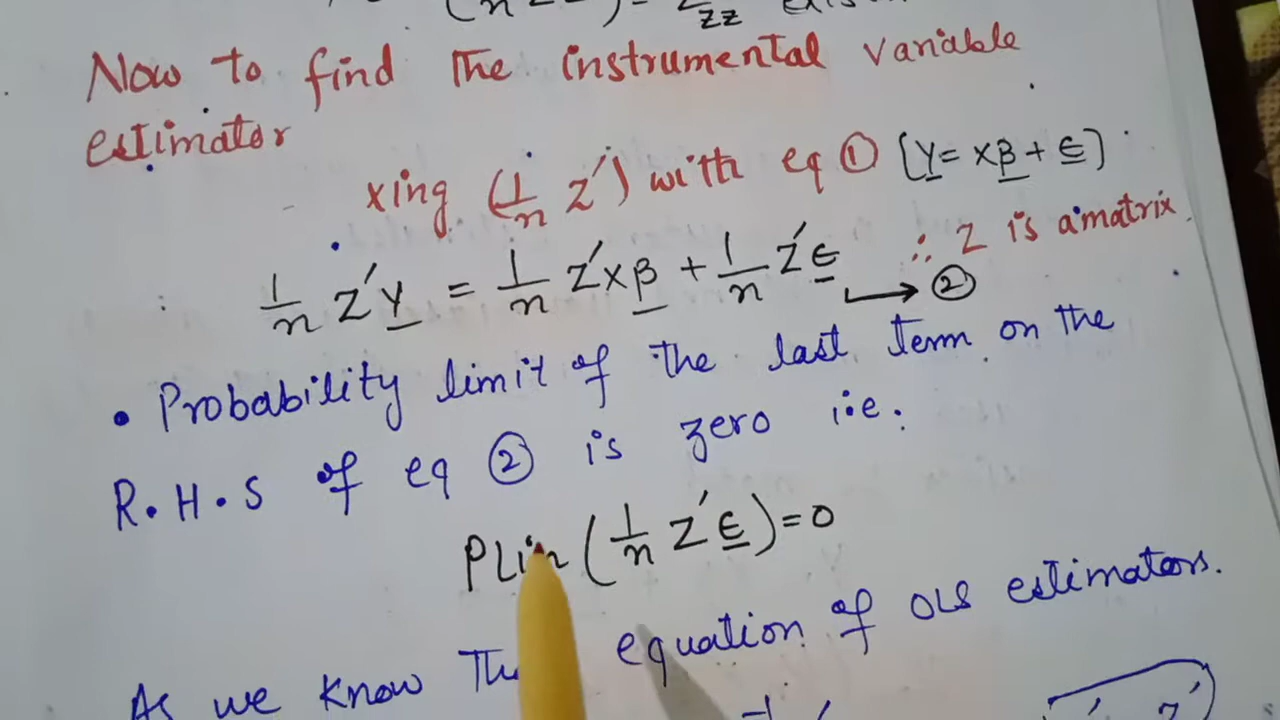 Now to find the instrumental variable
estimator
xing (1/n Z′) with eq ① [Y = xβ + ε]
∴ Z is a matrix
1/n Z′Y = 1/n Z′xβ + 1/n Z′ε → ②
• Probability limit of the last term on the
R.H.S of eq ② is zero i.e.
(1/n Z′ε) = 0
As we know equation of OLS estimators.